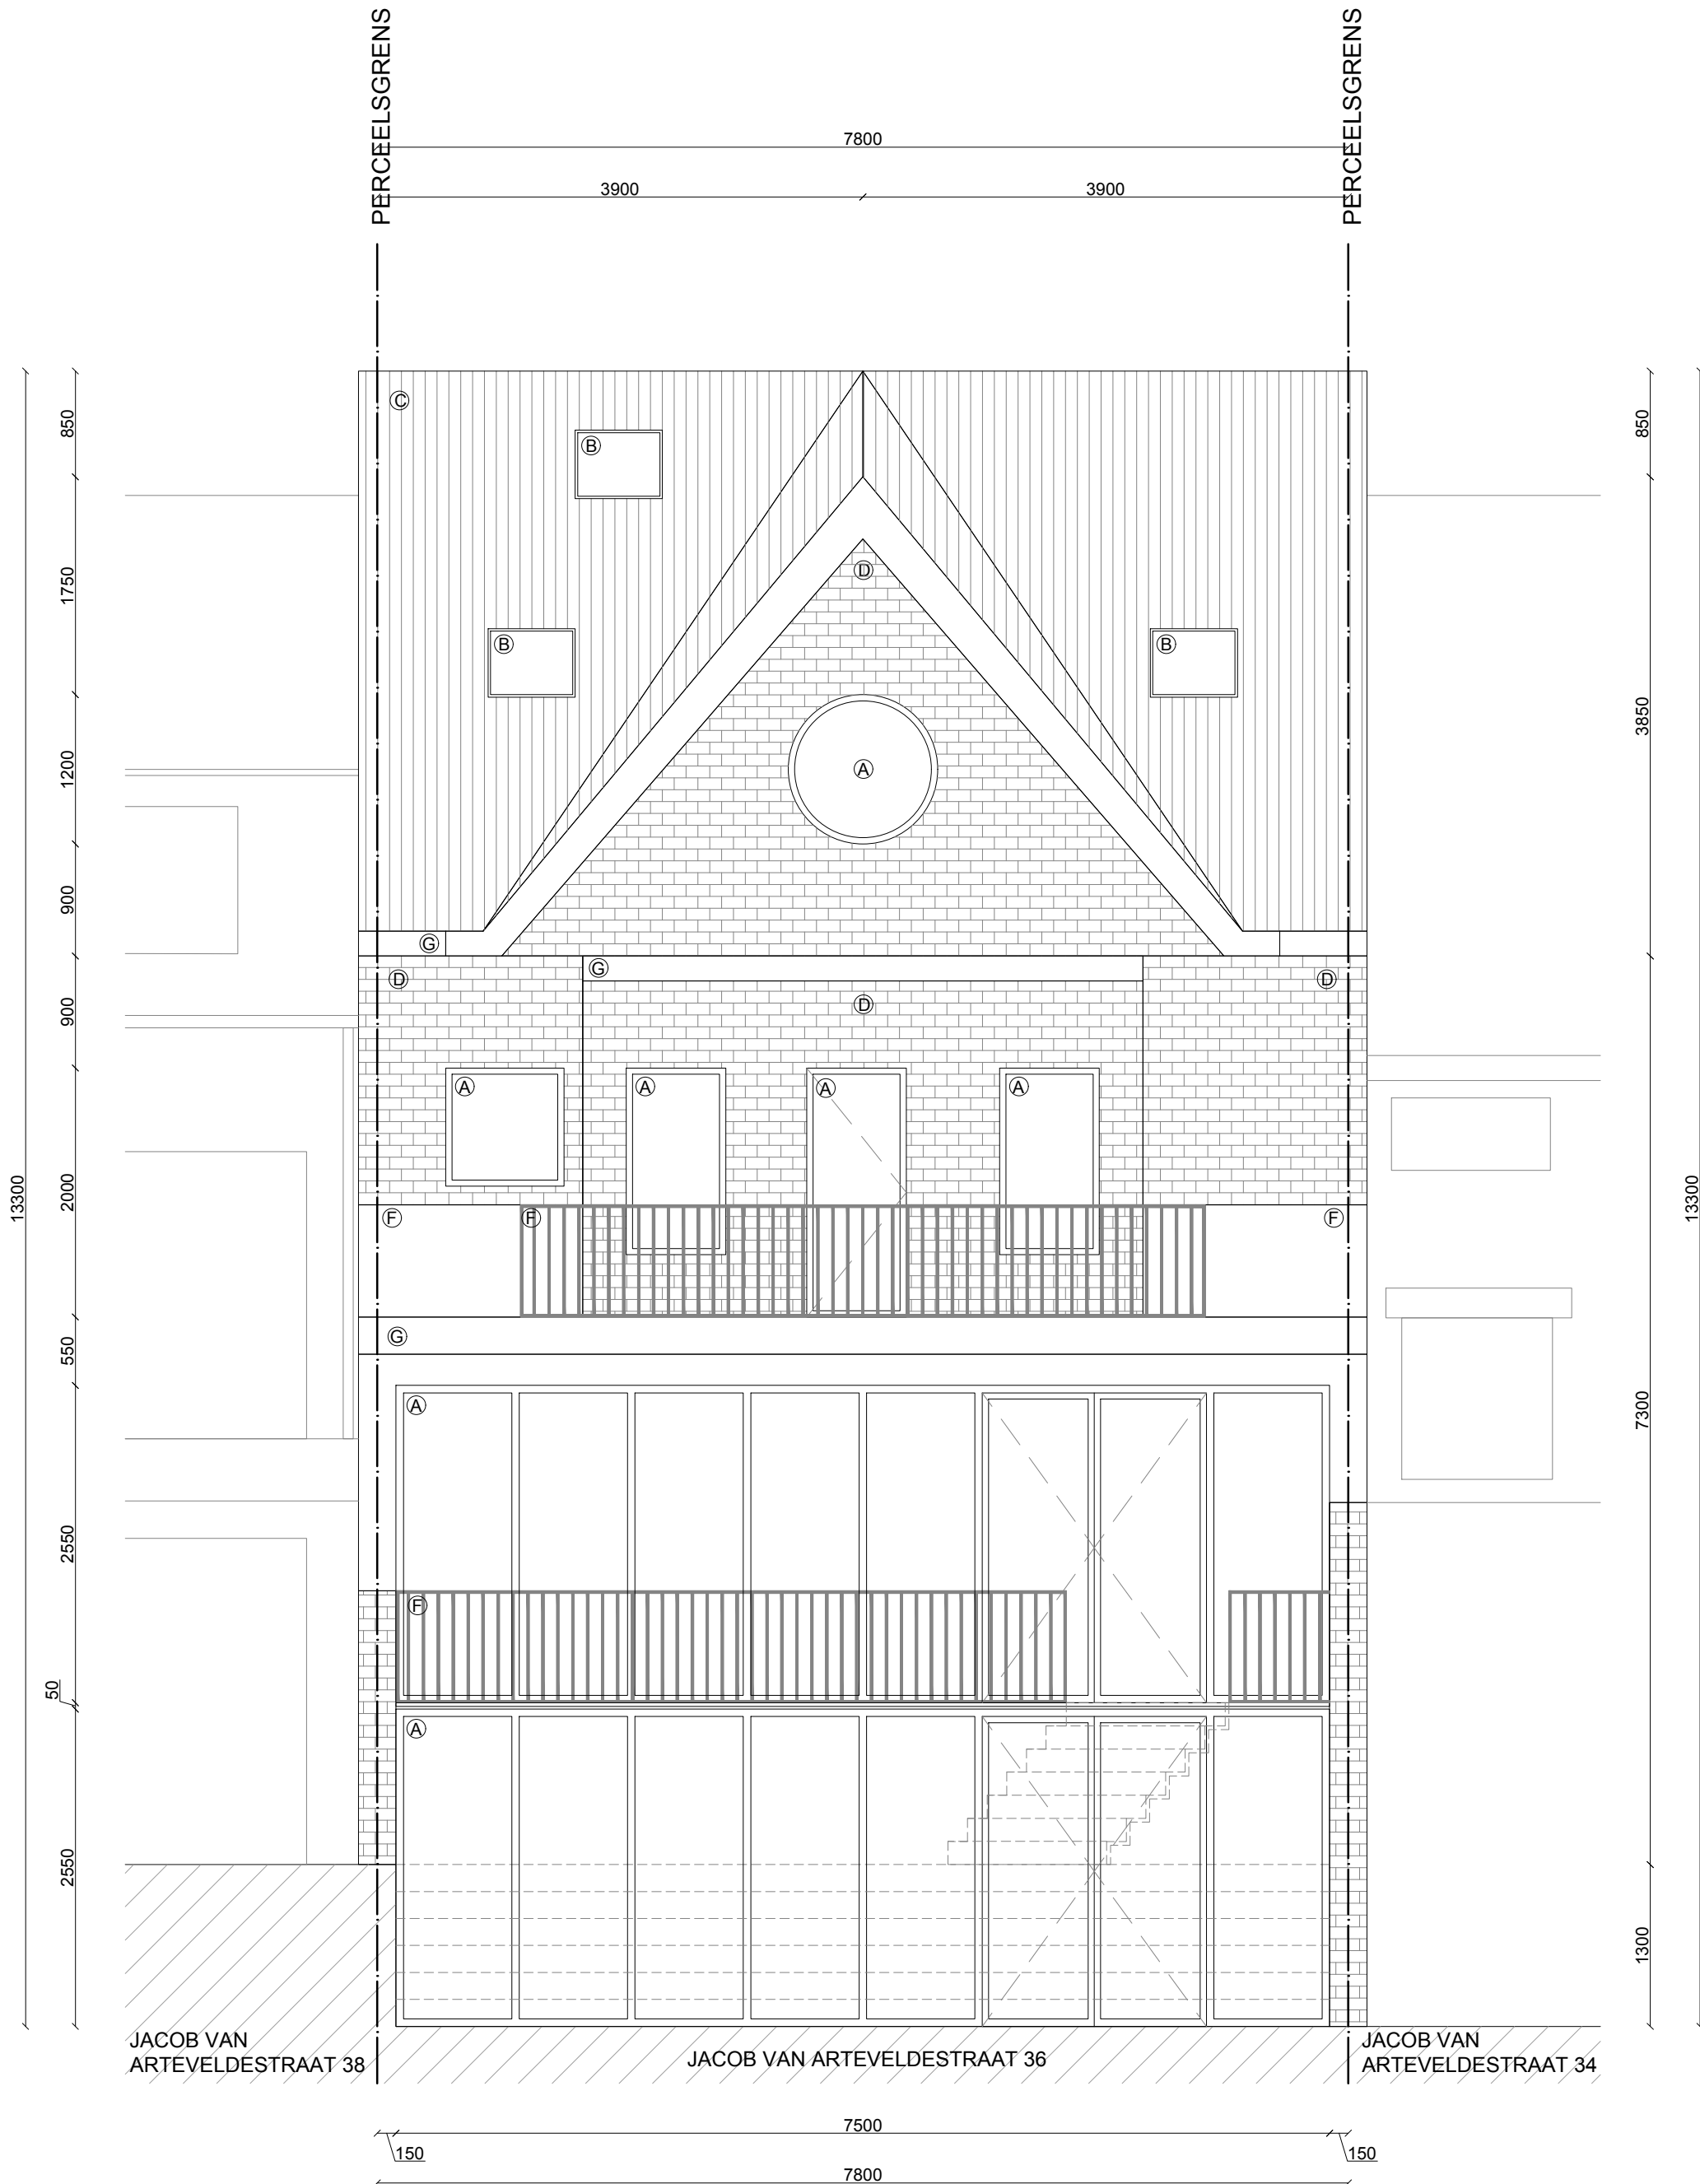 PERCEELSGRENS
PERCEELSGRENS
7800
3900
3900
C
B
B
B
D
A
G
G
D
D
D
A
A
A
A
F
F
F
G
A
F
A
13300
850
1750
1200
900
900
2000
550
2550
50
2550
850
3850
7300
1300
13300
JACOB VAN
ARTEVELDESTRAAT 38
JACOB VAN ARTEVELDESTRAAT 36
JACOB VAN
ARTEVELDESTRAAT 34
7500
150
150
7800